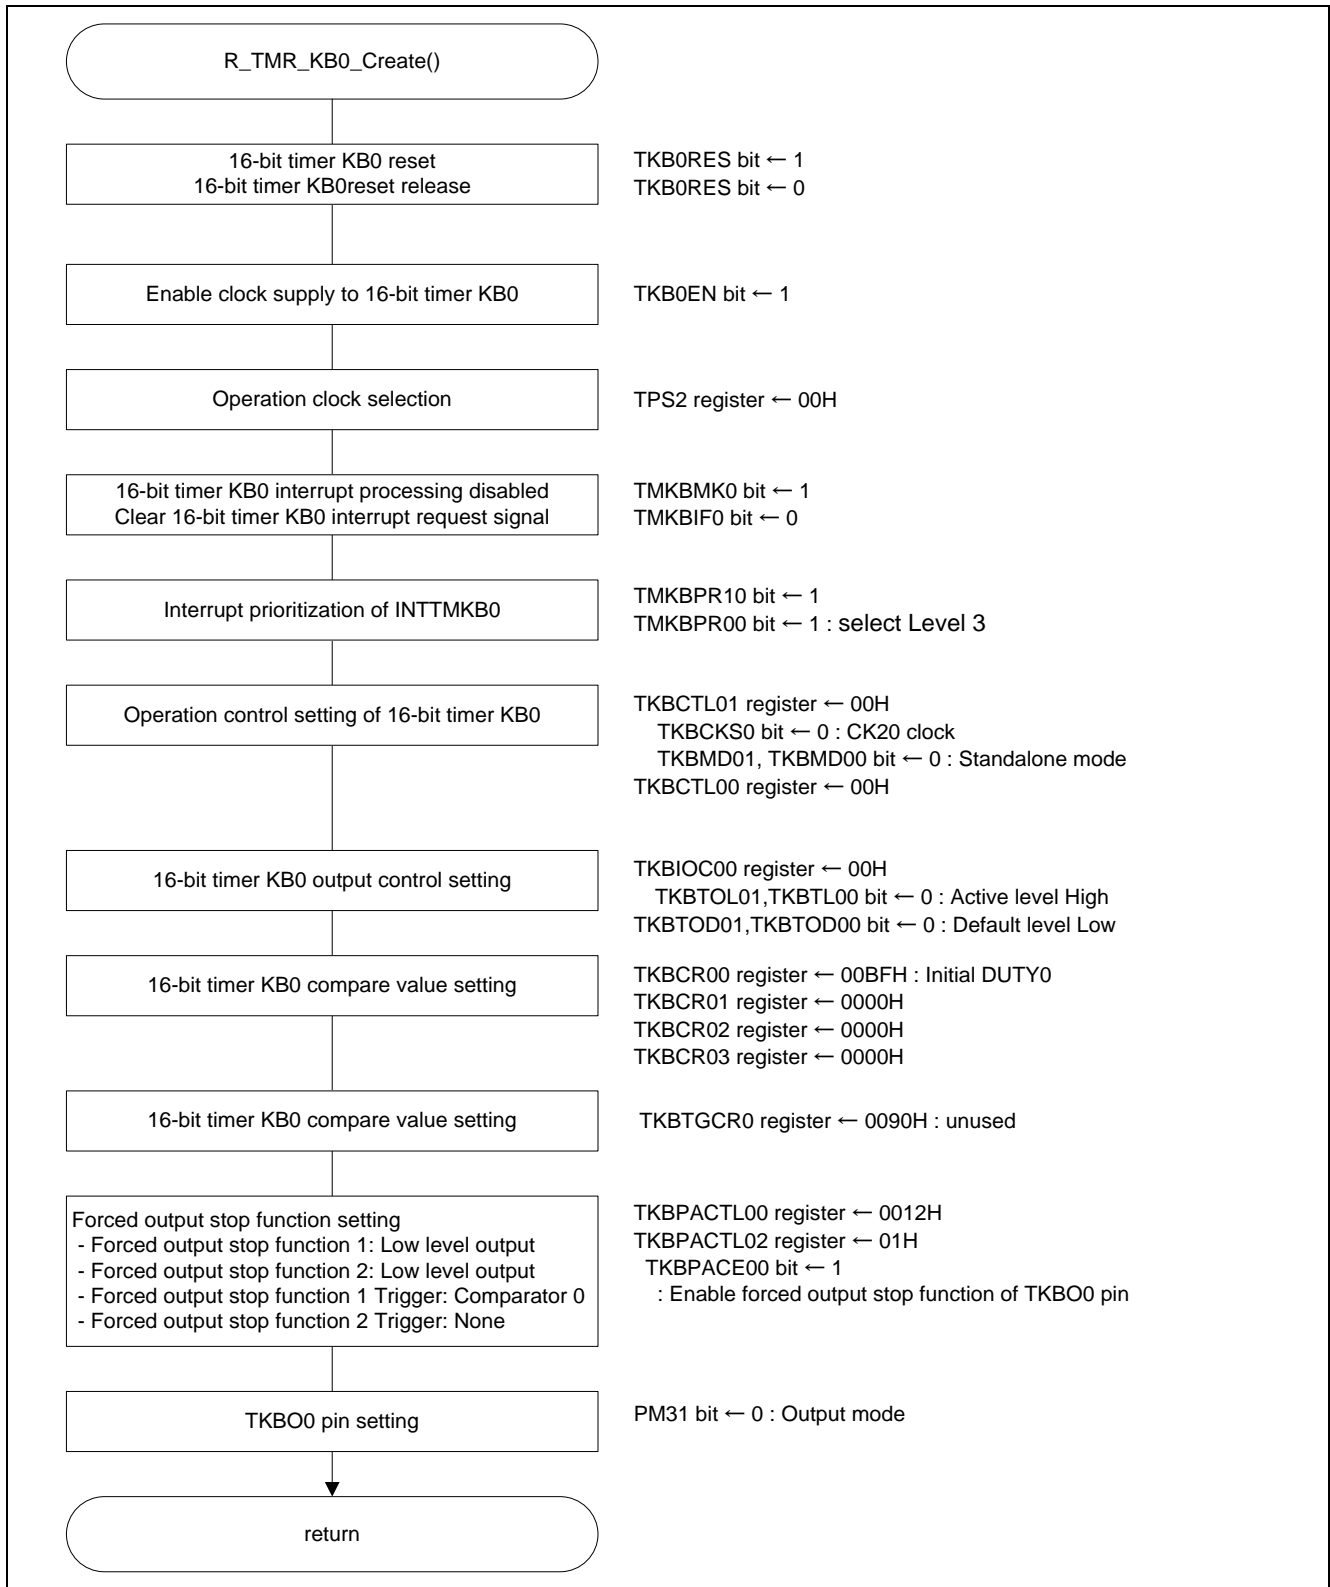 R_TMR_KB0_Create()
16-bit timer KB0 reset
16-bit timer KB0reset release
TKB0RES bit ← 1
TKB0RES bit ← 0
Enable clock supply to 16-bit timer KB0
TKB0EN bit ← 1
Operation clock selection
TPS2 register ← 00H
16-bit timer KB0 interrupt processing disabled
Clear 16-bit timer KB0 interrupt request signal
TMKBMK0 bit ← 1
TMKBIF0 bit ← 0
Interrupt prioritization of INTTMKB0
TMKBPR10 bit ← 1
TMKBPR00 bit ← 1 : select Level 3
Operation control setting of 16-bit timer KB0
TKBCTL01 register ← 00H
TKBCKS0 bit ← 0 : CK20 clock
TKBMD01, TKBMD00 bit ← 0 : Standalone mode
TKBCTL00 register ← 00H
16-bit timer KB0 output control setting
TKBIOC00 register ← 00H
TKBTOL01,TKBTL00 bit ← 0 : Active level High
TKBTOD01,TKBTOD00 bit ← 0 : Default level Low
16-bit timer KB0 compare value setting
TKBCR00 register ← 00BFH : Initial DUTY0
TKBCR01 register ← 0000H
TKBCR02 register ← 0000H
TKBCR03 register ← 0000H
16-bit timer KB0 compare value setting
TKBTGCR0 register ← 0090H : unused
Forced output stop function setting
- Forced output stop function 1: Low level output
- Forced output stop function 2: Low level output
- Forced output stop function 1 Trigger: Comparator 0
- Forced output stop function 2 Trigger: None
TKBPACTL00 register ← 0012H
TKBPACTL02 register ← 01H
TKBPACE00 bit ← 1
: Enable forced output stop function of TKBO0 pin
TKBO0 pin setting
PM31 bit ← 0 : Output mode
return